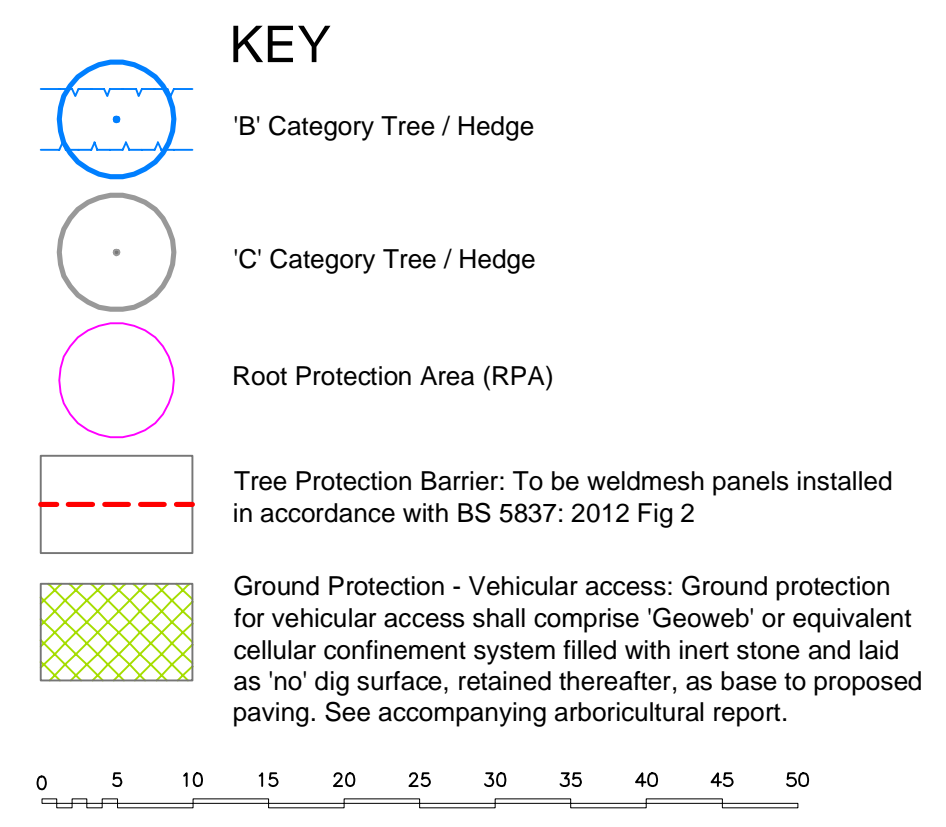 KEY
'B' Category Tree / Hedge
'C' Category Tree / Hedge
Root Protection Area (RPA)
Tree Protection Barrier: To be weldmesh panels installed
in accordance with BS 5837: 2012 Fig 2
Ground Protection - Vehicular access: Ground protection
for vehicular access shall comprise 'Geoweb' or equivalent
cellular confinement system filled with inert stone and laid
as 'no' dig surface, retained thereafter, as base to proposed
paving. See accompanying arboricultural report.
0 5 10 15 20 25 30 35 40 45 50